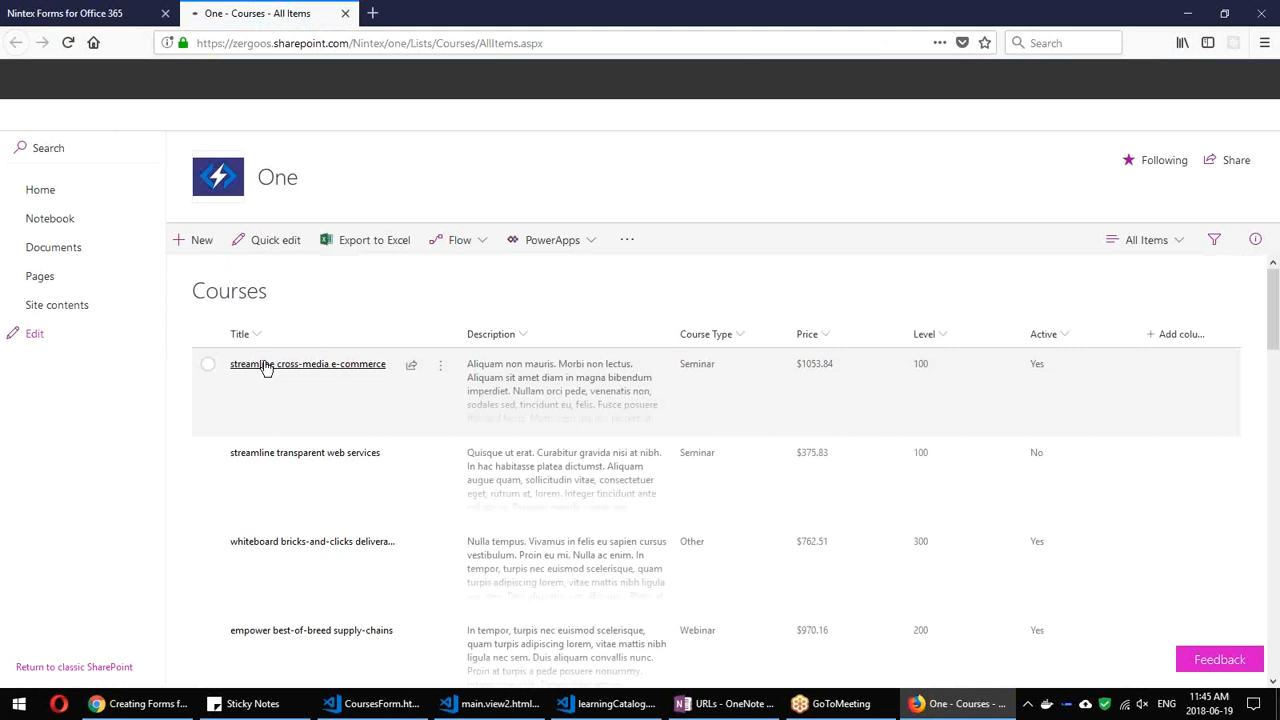 Nintex Forms for Office 365
One - Courses - All Items
https://zergoos.sharepoint.com/Nintex/one/Lists/Courses/AllItems.aspx
Search
Search
Home
Notebook
Documents
Pages
Site contents
Edit
Return to classic SharePoint
One
Following
Share
New
Quick edit
Export to Excel
Flow
PowerApps
All Items
Courses
Title
Description
Course Type
Price
Level
Active
Add colu...
streamline cross-media e-commerce
Aliquam non mauris. Morbi non lectus.
Aliquam sit amet diam in magna bibendum
imperdiet. Nullam orci pede, venenatis non,
sodales sed, tincidunt eu, felis. Fusce posuere
Seminar
$1053.84
100
Yes
streamline transparent web services
Quisque ut erat. Curabitur gravida nisi at nibh.
In hac habitasse platea dictumst. Aliquam
augue quam, sollicitudin vitae, consectetuer
eget, rutrum at, lorem. Integer tincidunt ante
Seminar
$375.83
100
No
whiteboard bricks-and-clicks delivera...
Nulla tempus. Vivamus in felis eu sapien cursus
vestibulum. Proin eu mi. Nulla ac enim. In
tempor, turpis nec euismod scelerisque, quam
turpis adipiscing lorem, vitae mattis nibh ligula
Other
$762.51
300
Yes
empower best-of-breed supply-chains
In tempor, turpis nec euismod scelerisque,
quam turpis adipiscing lorem, vitae mattis nibh
ligula nec sem. Duis aliquam convallis nunc.
Proin at turpis a pede posuere nonummy.
Webinar
$970.16
200
Yes
Feedback
Creating Forms f...
Sticky Notes
CoursesForm.ht...
main.view2.html...
learningCatalog....
URLs - OneNote ...
GoToMeeting
One - Courses - ...
ENG
11:45 AM
2018-06-19